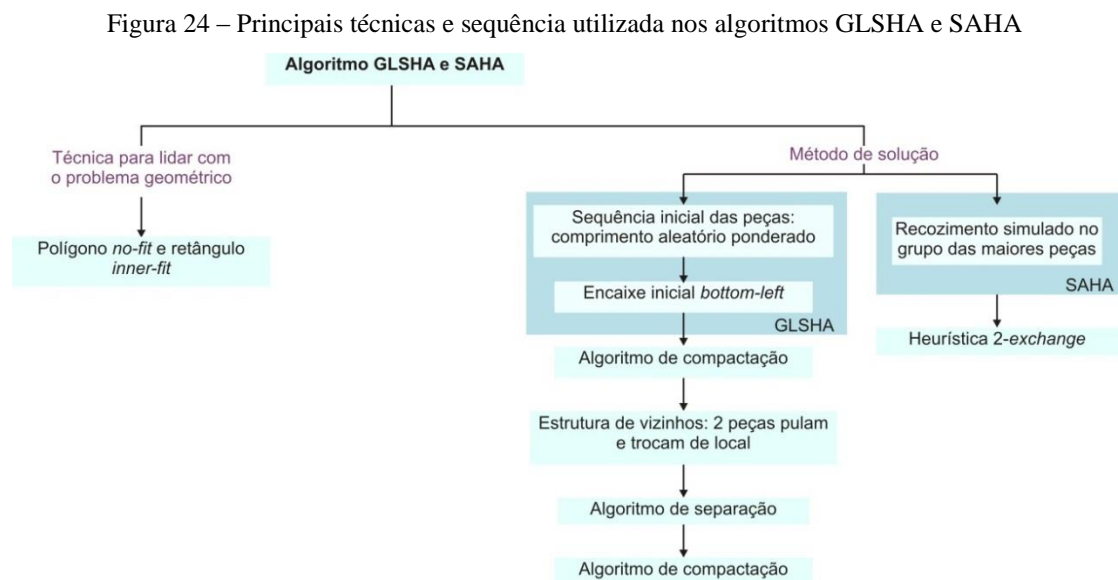 Figura 24 – Principais técnicas e sequência utilizada nos algoritmos GLSHA e SAHA
Algoritmo GLSHA e SAHA
Técnica para lidar com
o problema geométrico
Polígono no-fit e retângulo
inner-fit
Método de solução
Sequência inicial das peças:
comprimento aleatório ponderado
Encaixe inicial bottom-left
GLSHA
Algoritmo de compactação
Estrutura de vizinhos: 2 peças pulam
e trocam de local
Algoritmo de separação
Algoritmo de compactação
Recozimento simulado no
grupo das maiores peças
SAHA
Heurística 2-exchange